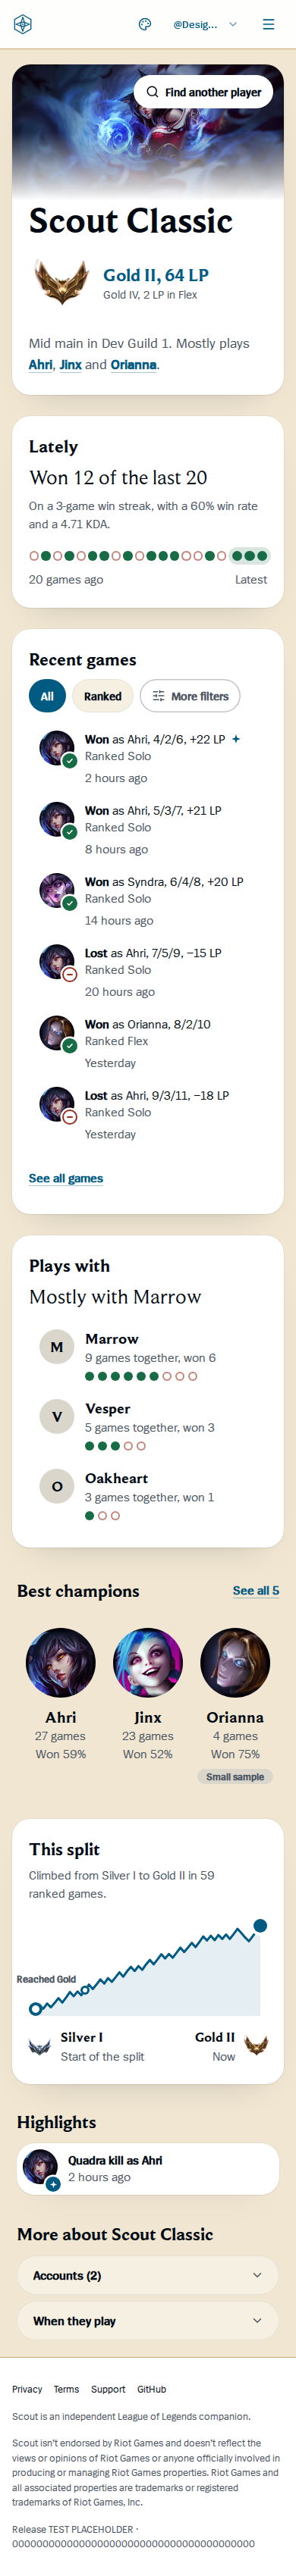 @Desig...
Find another player
Scout Classic
Gold II, 64 LP
Gold IV, 2 LP in Flex
Mid main in Dev Guild 1. Mostly plays
Ahri, Jinx and Orianna.
Lately
Won 12 of the last 20
On a 3-game win streak, with a 60% win rate
and a 4.71 KDA.
20 games ago
Latest
Recent games
All
Ranked
More filters
Won as Ahri, 4/2/6, +22 LP
Ranked Solo
2 hours ago
Won as Ahri, 5/3/7, +21 LP
Ranked Solo
8 hours ago
Won as Syndra, 6/4/8, +20 LP
Ranked Solo
14 hours ago
Lost as Ahri, 7/5/9, −15 LP
Ranked Solo
20 hours ago
Won as Orianna, 8/2/10
Ranked Flex
Yesterday
Lost as Ahri, 9/3/11, −18 LP
Ranked Solo
Yesterday
See all games
Plays with
Mostly with Marrow
M
Marrow
9 games together, won 6
V
Vesper
5 games together, won 3
O
Oakheart
3 games together, won 1
Best champions
See all 5
Ahri
27 games
Won 59%
Jinx
23 games
Won 52%
Orianna
4 games
Won 75%
Small sample
This split
Climbed from Silver I to Gold II in 59
ranked games.
Reached Gold
Silver I
Start of the split
Gold II
Now
Highlights
Quadra kill as Ahri
2 hours ago
More about Scout Classic
Accounts (2)
When they play
Privacy
Terms
Support
GitHub
Scout is an independent League of Legends companion.
Scout isn't endorsed by Riot Games and doesn't reflect the
views or opinions of Riot Games or anyone officially involved in
producing or managing Riot Games properties. Riot Games and
all associated properties are trademarks or registered
trademarks of Riot Games, Inc.
Release TEST PLACEHOLDER ·
0000000000000000000000000000000000000000